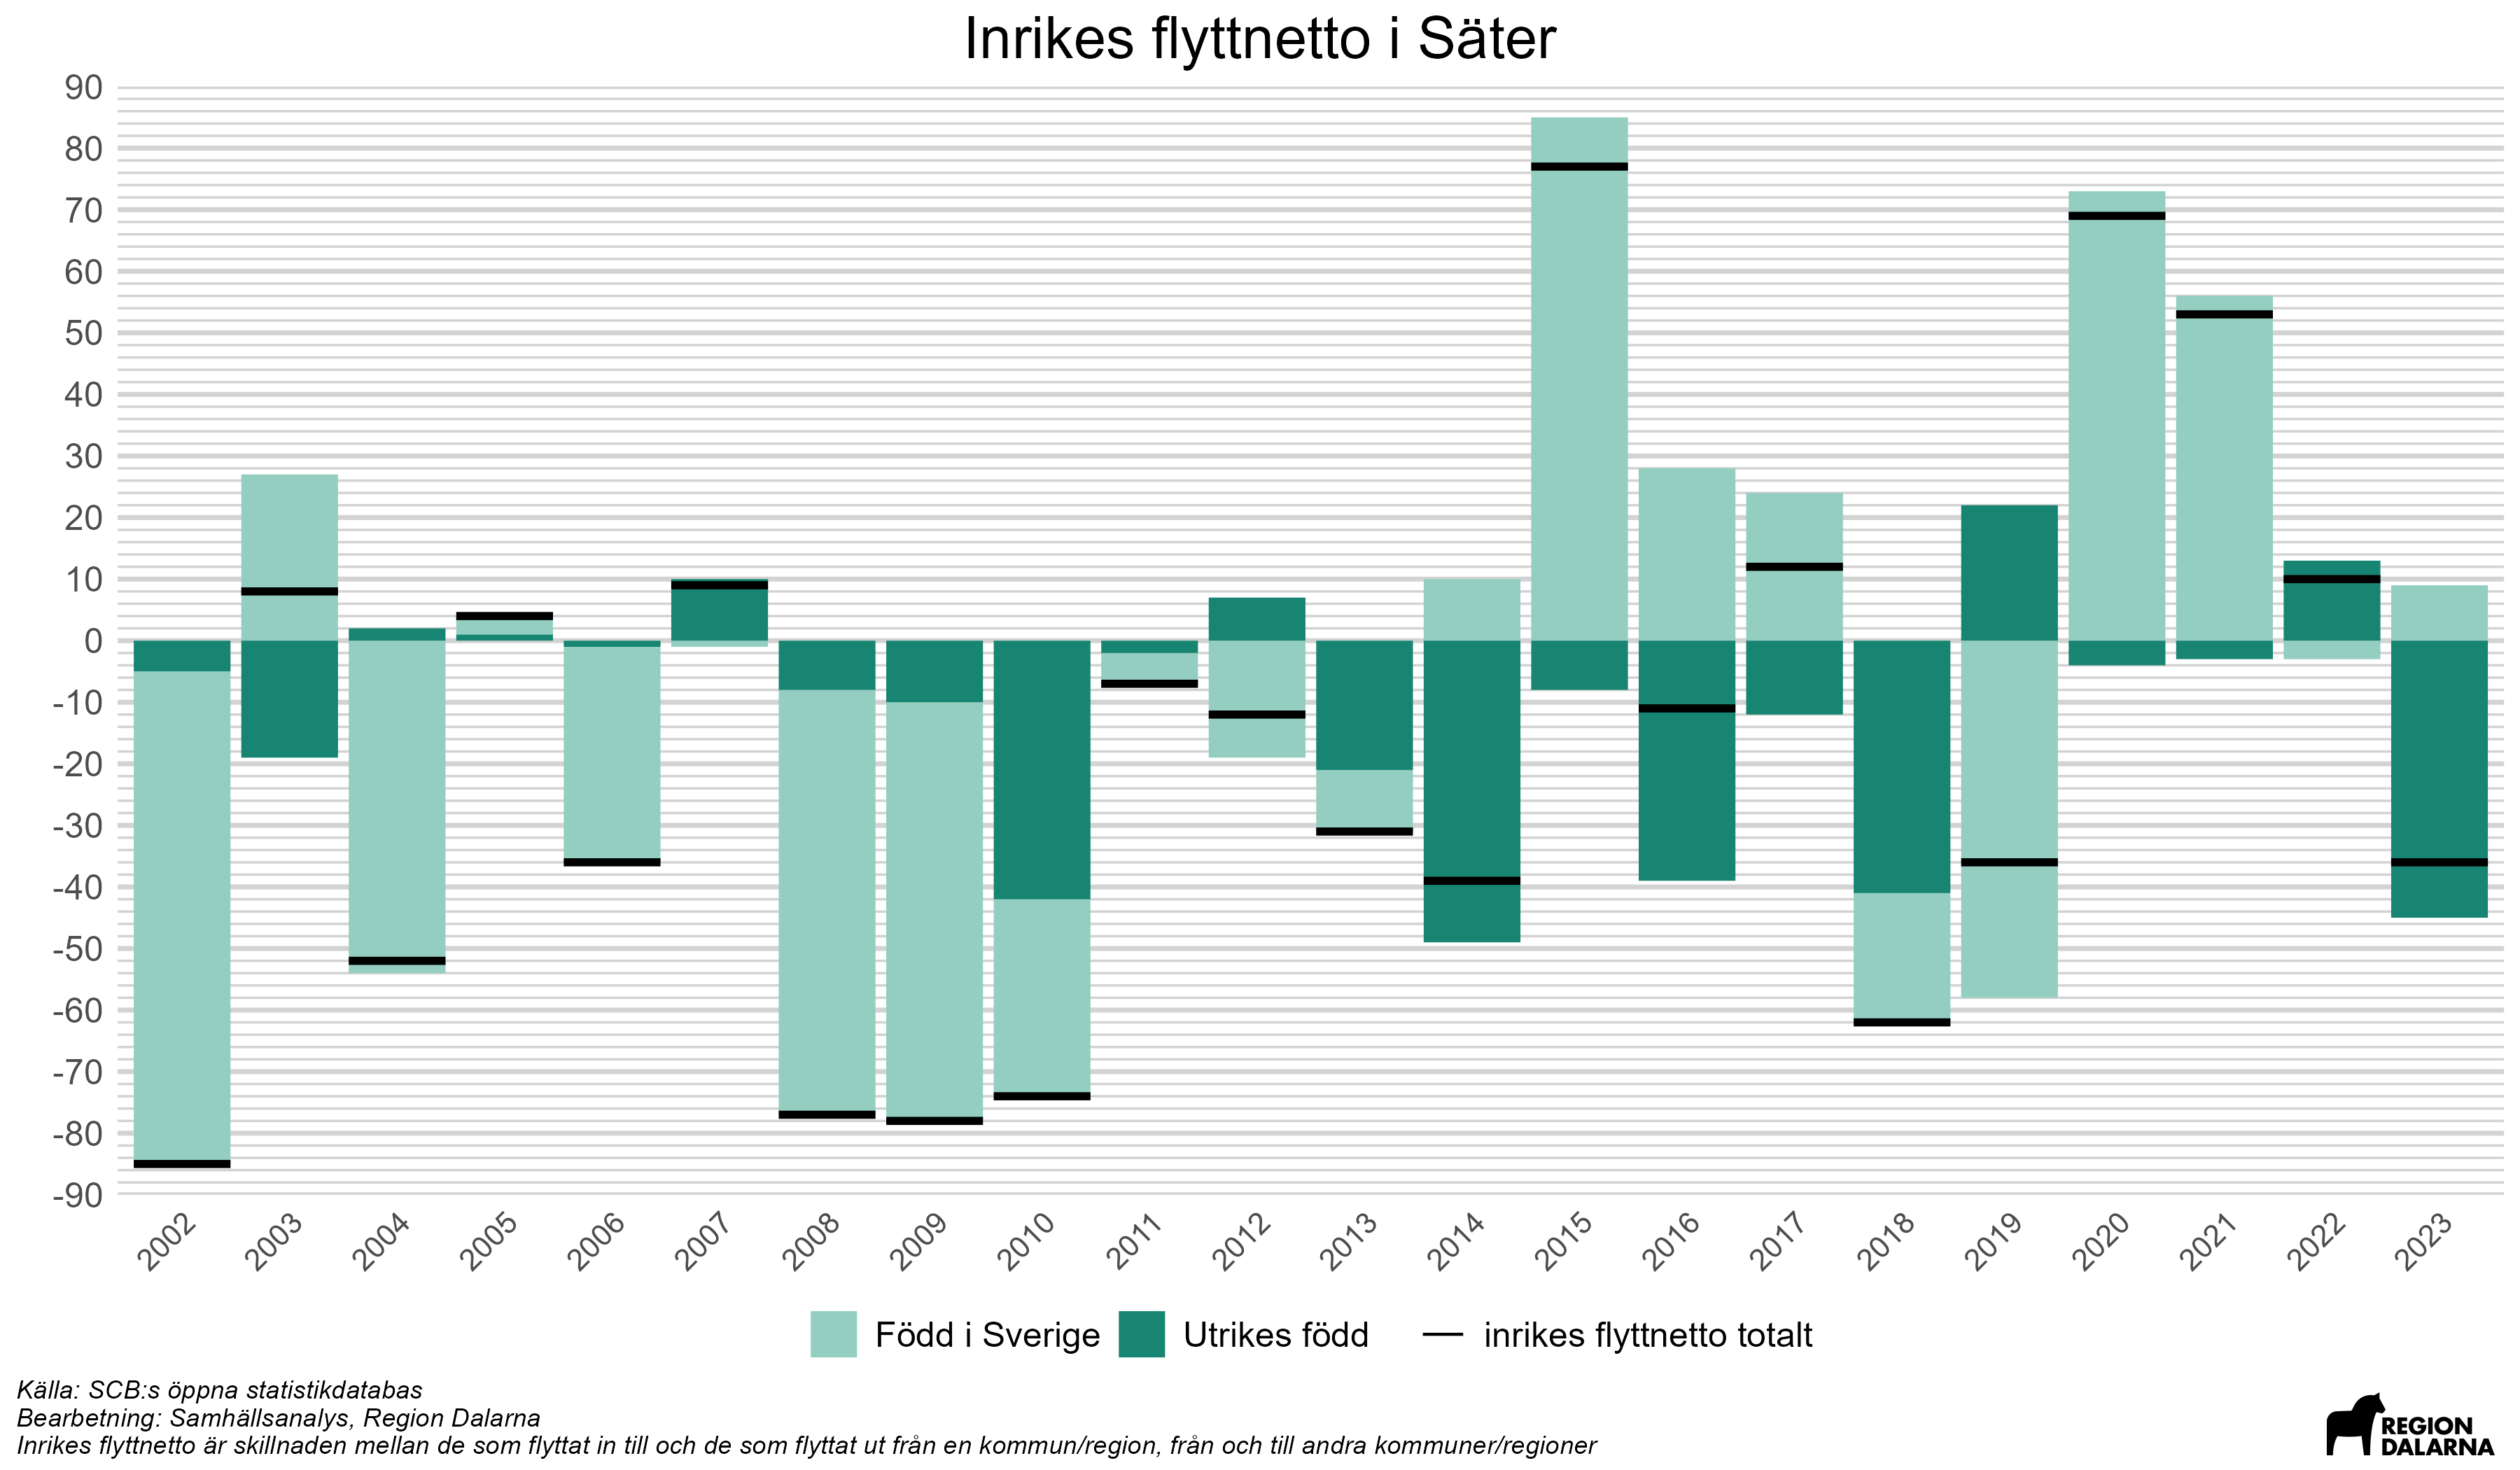 Inrikes flyttnetto i Säter
90
80
70
60
50
40
30
20
10
0
-10
-20
-30
-40
-50
-60
-70
-80
-90
2002 2003 2004 2005 2006 2007 2008 2009 2010 2011 2012 2013 2014 2015 2016 2017 2018 2019 2020 2021 2022 2023
Född i Sverige Utrikes född inrikes flyttnetto totalt
Källa: SCB:s öppna statistikdatabas
Bearbetning: Samhällsanalys, Region Dalarna
Inrikes flyttnetto är skillnaden mellan de som flyttat in till och de som flyttat ut från en kommun/region, från och till andra kommuner/regioner
REGION
DALARNA